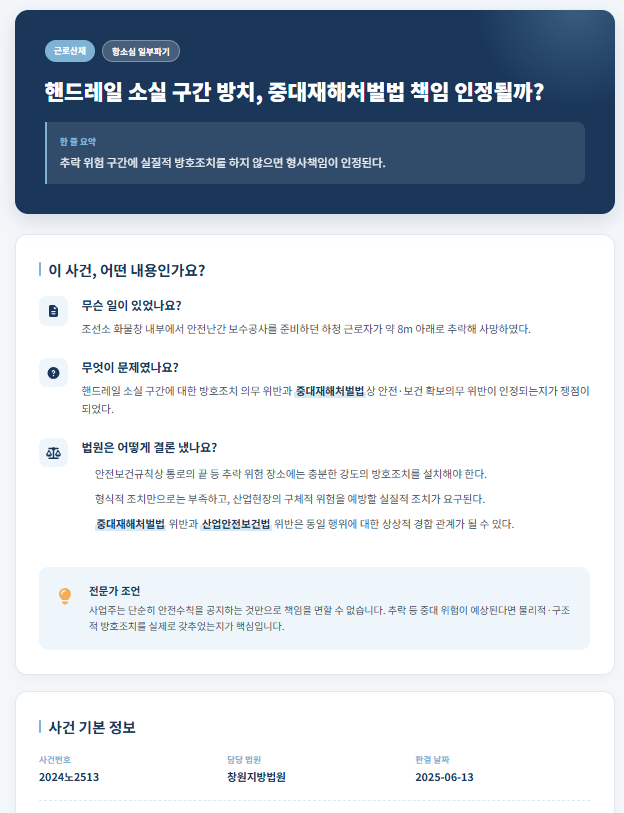 근로산재
항소심 일부파기
핸드레일 소실 구간 방치, 중대재해처벌법 책임 인정될까?
한 줄 요약
추락 위험 구간에 실질적 방호조치를 하지 않으면 형사책임이 인정된다.
이 사건, 어떤 내용인가요?
무슨 일이 있었나요?
조선소 화물창 내부에서 안전난간 보수공사를 준비하던 하청 근로자가 약 8m 아래로 추락해 사망하였다.
무엇이 문제였나요?
핸드레일 소실 구간에 대한 방호조치 의무 위반과 중대재해처벌법상 안전·보건 확보의무 위반이 인정되는지가 쟁점이
되었다.
법원은 어떻게 결론 냈나요?
안전보건규칙상 통로의 끝 등 추락 위험 장소에는 충분한 강도의 방호조치를 설치해야 한다.
형식적 조치만으로는 부족하고, 산업현장의 구체적 위험을 예방할 실질적 조치가 요구된다.
중대재해처벌법 위반과 산업안전보건법 위반은 동일 행위에 대한 상상적 경합 관계가 될 수 있다.
전문가 조언
사업주는 단순히 안전수칙을 공지하는 것만으로 책임을 면할 수 없습니다. 추락 등 중대 위험이 예상된다면 물리적·구조
적 방호조치를 실제로 갖추었는지가 핵심입니다.
사건 기본 정보
사건번호
담당 법원
판결 날짜
2024노2513
창원지방법원
2025-06-13